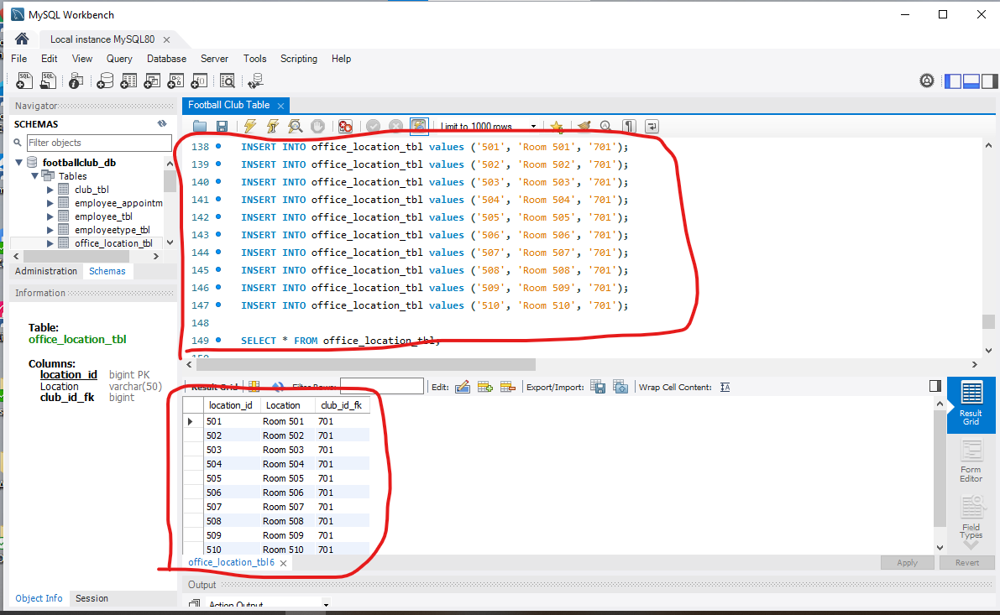 MySQL Workbench
Local instance MySQL80
File Edit View Query Database Server Tools Scripting Help
Navigator
SCHEMAS
Filter objects
footballclub_db
Tables
club_tbl
employee_appointm
employee_tbl
employeetype_tbl
office_location_tbl
Administration Schemas
Information
Table:
office_location_tbl
Columns:
location_id bigint PK
Location varchar(50)
club_id_fk bigint
Object Info Session
Football Club Table
Limit to 1000 rows
138 INSERT INTO office_location_tbl values ('501', 'Room 501', '701');
139 INSERT INTO office_location_tbl values ('502', 'Room 502', '701');
140 INSERT INTO office_location_tbl values ('503', 'Room 503', '701');
141 INSERT INTO office_location_tbl values ('504', 'Room 504', '701');
142 INSERT INTO office_location_tbl values ('505', 'Room 505', '701');
143 INSERT INTO office_location_tbl values ('506', 'Room 506', '701');
144 INSERT INTO office_location_tbl values ('507', 'Room 507', '701');
145 INSERT INTO office_location_tbl values ('508', 'Room 508', '701');
146 INSERT INTO office_location_tbl values ('509', 'Room 509', '701');
147 INSERT INTO office_location_tbl values ('510', 'Room 510', '701');
148
149 SELECT * FROM office_location_tbl;
Result Grid Filter Rows: Edit: Export/Import: Wrap Cell Content:
location_id Location club_id_fk
501 Room 501 701
502 Room 502 701
503 Room 503 701
504 Room 504 701
505 Room 505 701
506 Room 506 701
507 Room 507 701
508 Room 508 701
509 Room 509 701
510 Room 510 701
office_location_tbl6
Result
Grid
Form
Editor
Field
Types
Apply Revert
Output
Action Output